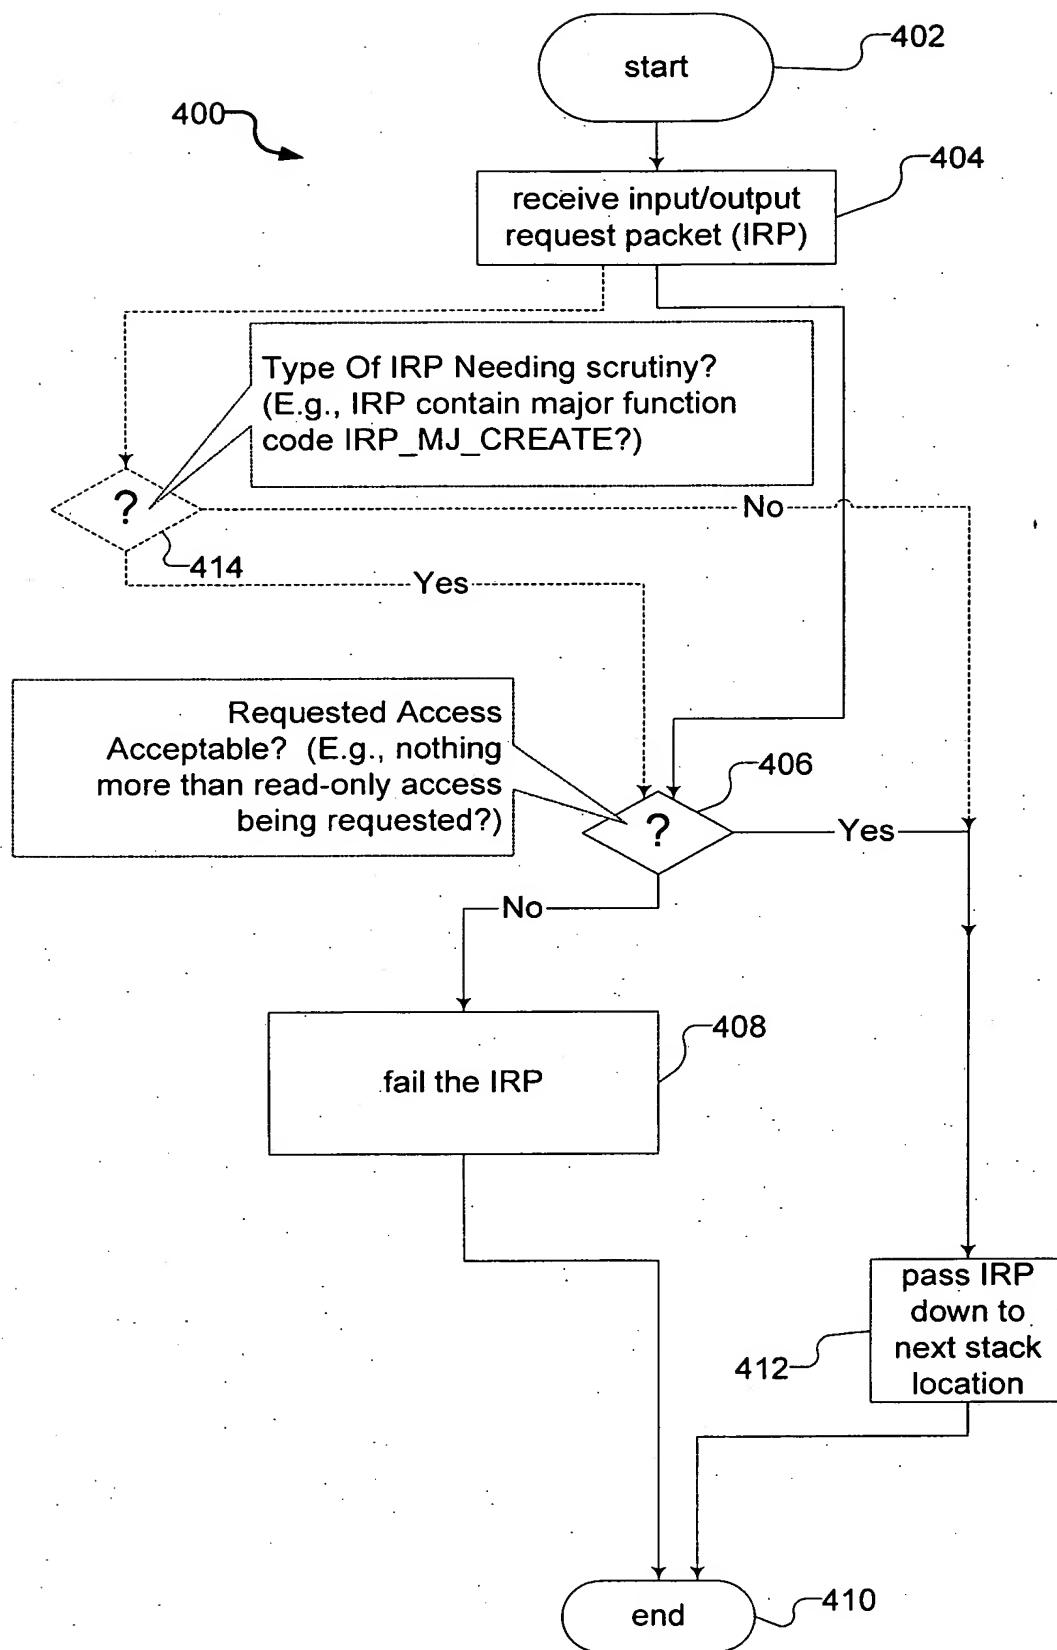 402
start
400
404
receive input/output
request packet (IRP)
Type Of IRP Needing scrutiny?
(E.g., IRP contain major function
code IRP_MJ_CREATE?)
?
No
414
Yes
Requested Access
Acceptable? (E.g., nothing
more than read-only access
being requested?)
406
?
Yes
No
408
fail the IRP
pass IRP
down to
next stack
location
412
end
410